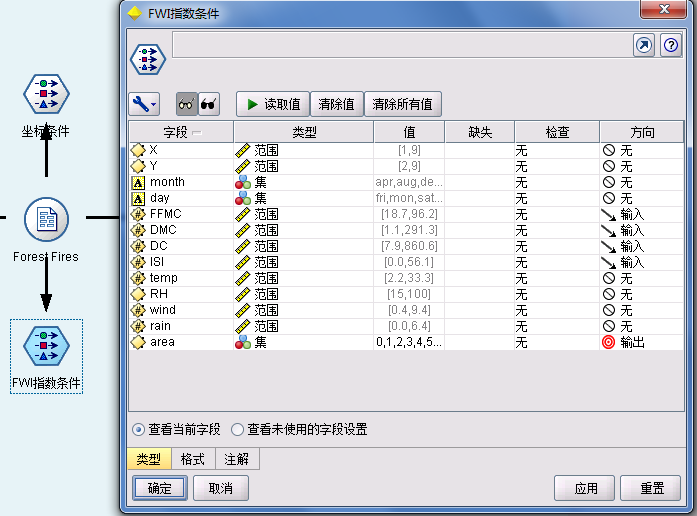 FWI指数条件
读取值 清除值 清除所有值
字段 类型 值 缺失 检查 方向
X 范围 [1,9] 无 无
Y 范围 [2,9] 无 无
A month 集 apr,aug,de... 无 无
A day 集 fri,mon,sat... 无 无
# FFMC 范围 [18.7,96.2] 无 输入
# DMC 范围 [1.1,291.3] 无 输入
# DC 范围 [7.9,860.6] 无 输入
# ISI 范围 [0.0,56.1] 无 输入
# temp 范围 [2.2,33.3] 无 无
RH 范围 [15,100] 无 无
# wind 范围 [0.4,9.4] 无 无
# rain 范围 [0.0,6.4] 无 无
area 集 0,1,2,3,4,5... 无 输出
查看当前字段 查看未使用的字段设置
类型 格式 注解
确定 取消 应用 重置
坐标条件
Forest Fires
FWI指数条件